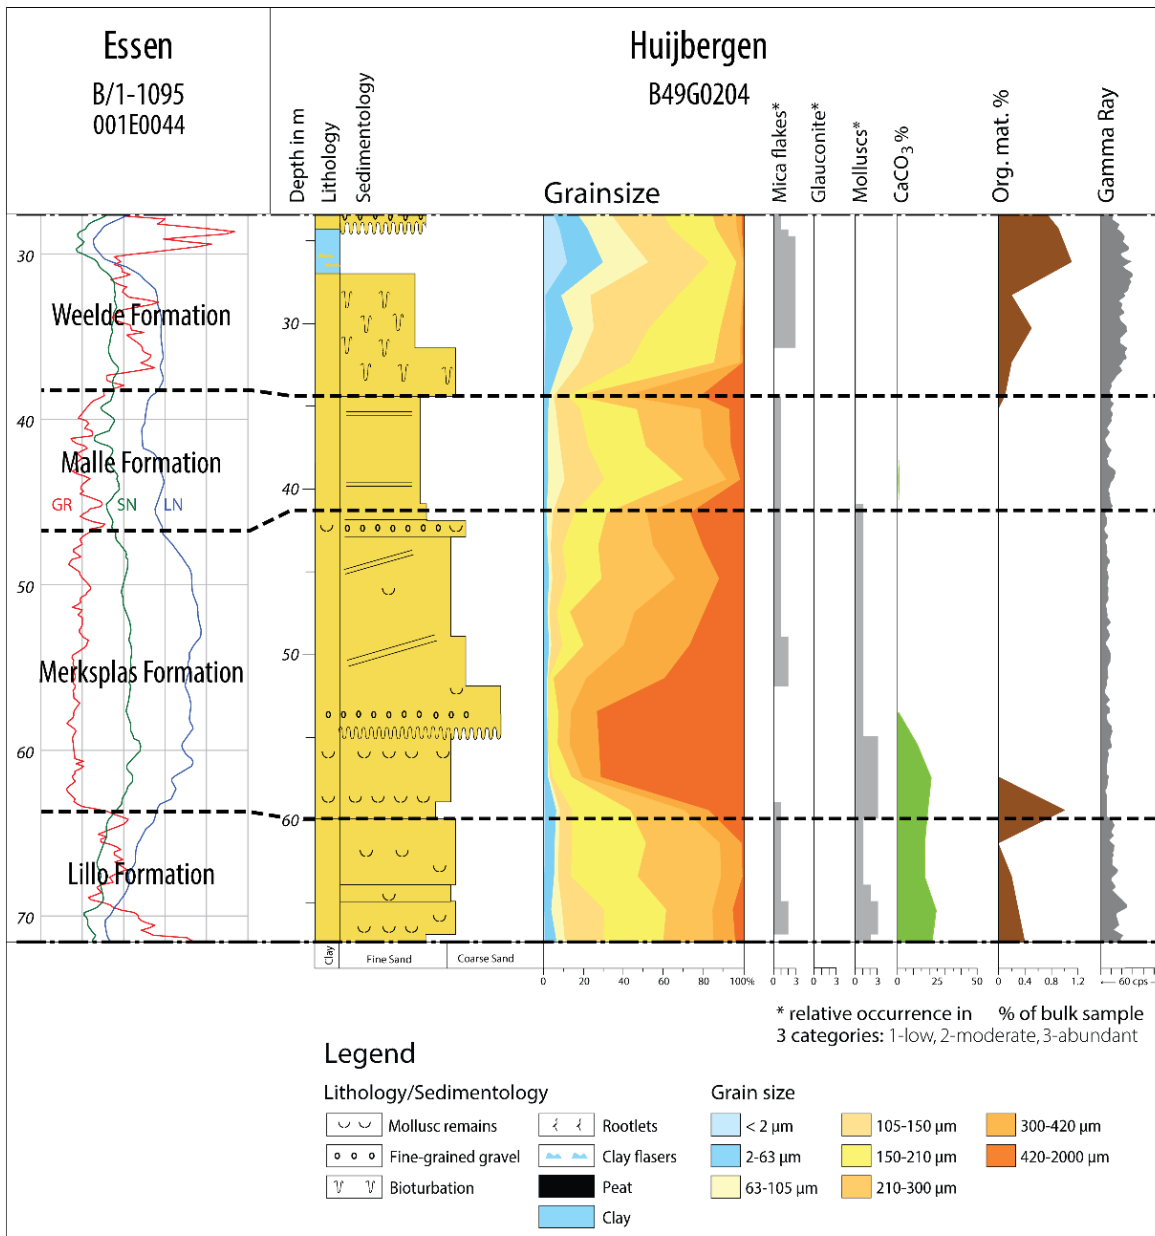 Essen
B/1-1095
001E0044
Huijbergen
B49G0204
Depth in m
Lithology
Sedimentology
Grainsize
Mica flakes*
Glauconite*
Molluscs*
CaCO₃ %
Org. mat. %
Gamma Ray
30
40
50
60
70
Weelde Formation
Malle Formation
GR
SN
LN
Merksplas Formation
Lillo Formation
30
40
50
60
Clay
Fine Sand
Coarse Sand
0 20 40 60 80 100%
0 3
0 3
0 3
0 50
0 0.4 0.8 1.2
60 cps
* relative occurrence in
3 categories: 1-low, 2-moderate, 3-abundant
% of bulk sample
Legend
Lithology/Sedimentology
Mollusc remains
Fine-grained gravel
Bioturbation
Rootlets
Clay flasers
Peat
Clay
Grain size
< 2 µm
2-63 µm
63-105 µm
105-150 µm
150-210 µm
210-300 µm
300-420 µm
420-2000 µm